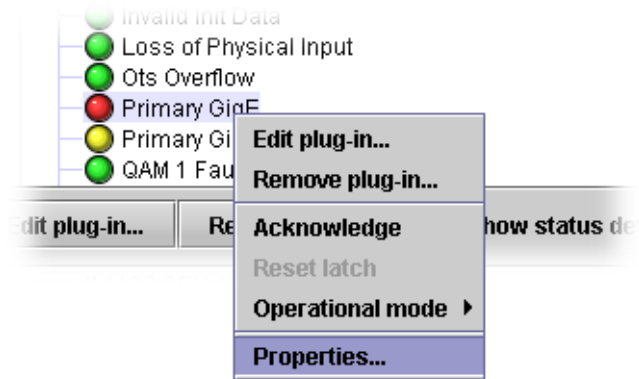 Invalid Init Data
Loss of Physical Input
Ots Overflow
Primary GigE
Primary Gi
QAM 1 Fau
Edit plug-in...
Remove plug-in...
Acknowledge
Reset latch
Operational mode
Properties...
Edit plug-in...
Re
how status de